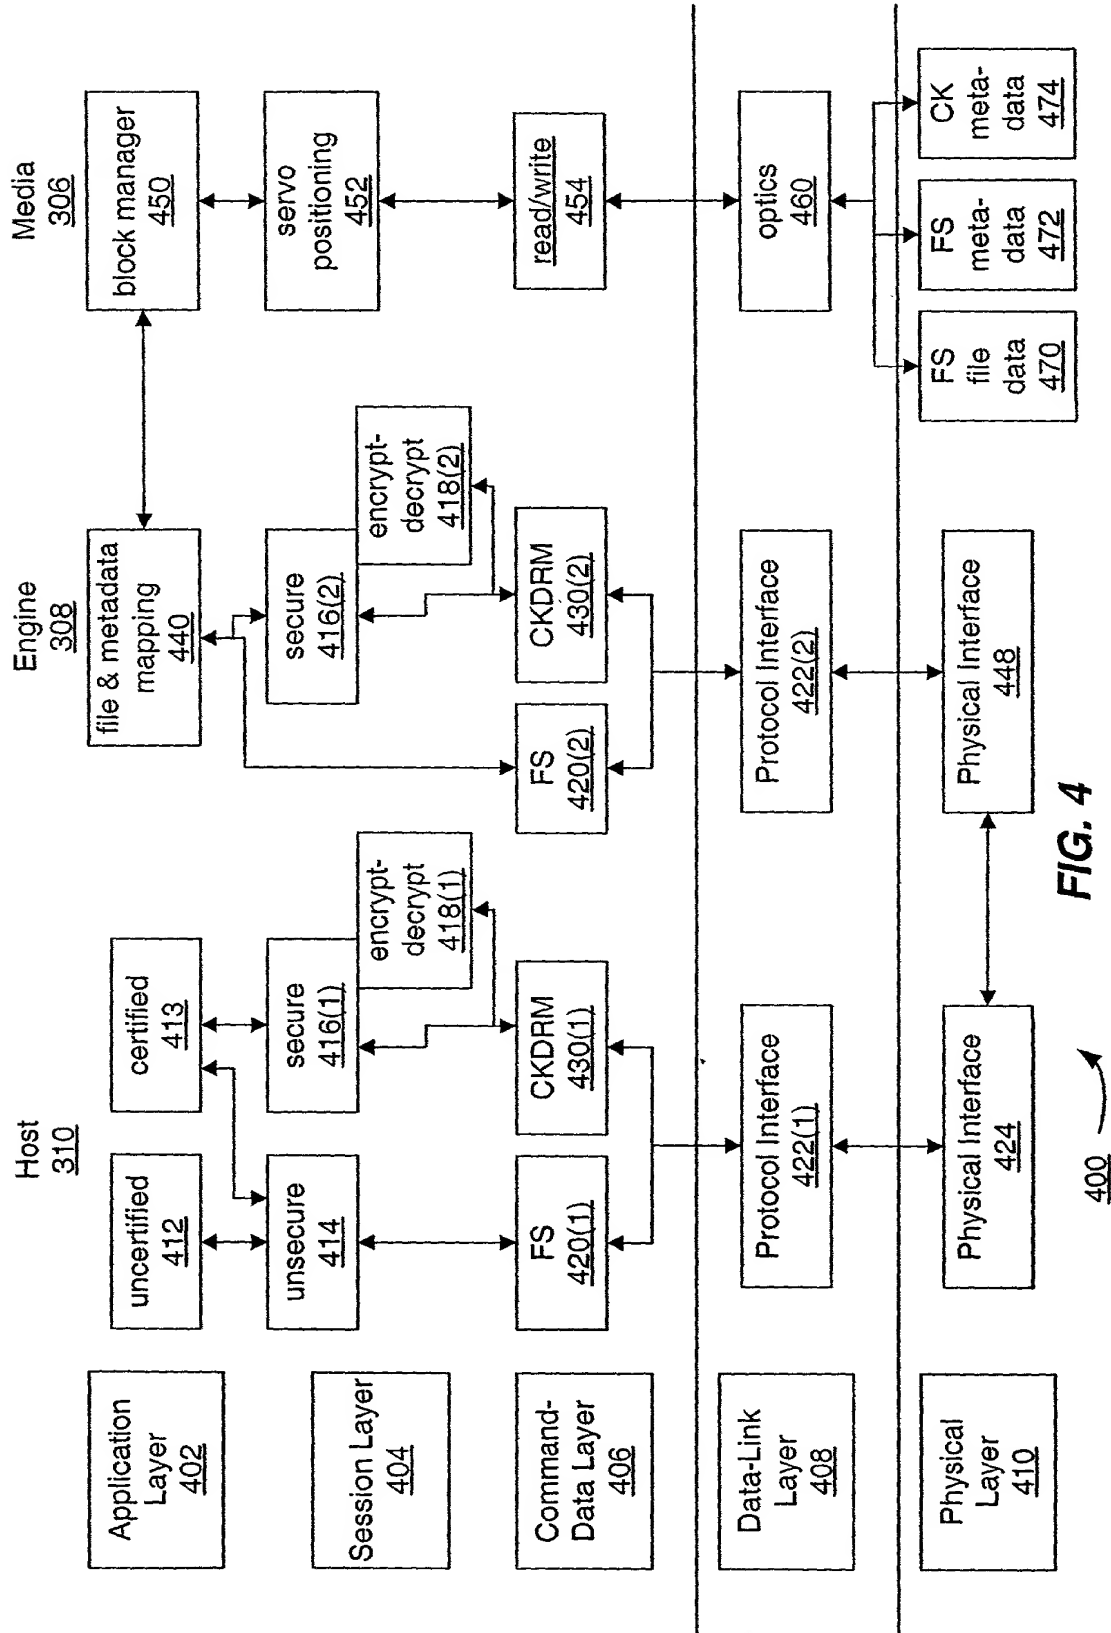 Host
310
Engine
308
Media
306
Application
Layer
402
uncertified
412
certified
413
file & metadata
mapping
440
block manager
450
Session Layer
404
unsecure
414
secure
416(1)
encrypt-
decrypt
418(1)
secure
416(2)
encrypt-
decrypt
418(2)
servo
positioning
452
Command-
Data Layer
406
FS
420(1)
CKDRM
430(1)
FS
420(2)
CKDRM
430(2)
read/write
454
Data-Link
Layer
408
Protocol Interface
422(1)
Protocol Interface
422(2)
optics
460
Physical
Layer
410
Physical Interface
424
Physical Interface
448
FS
file
data
470
FS
meta-
data
472
CK
meta-
data
474
400
FIG. 4